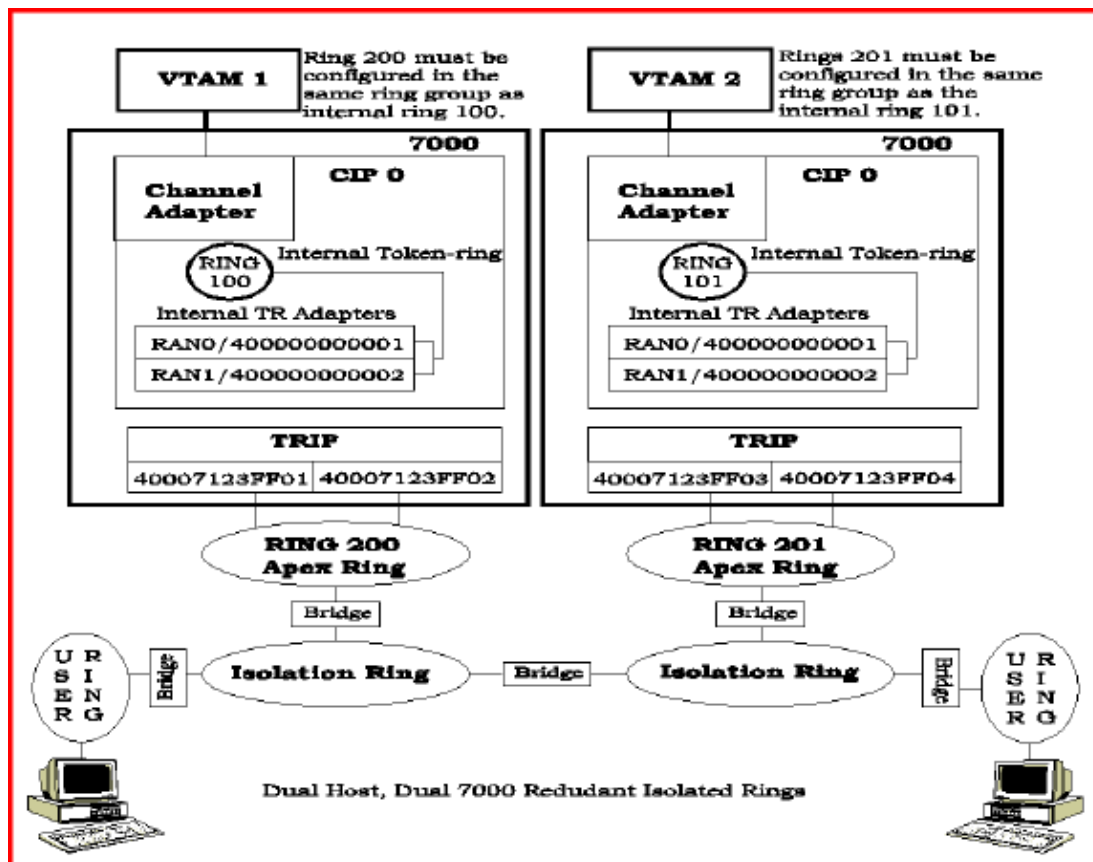 VTAM 1
Ring 200 must be
configured in the
same ring group as
internal ring 100.
VTAM 2
Rings 201 must be
configured in the same
ring group as the
internal ring 101.
7000
CIP 0
Channel
Adapter
Internal Token-ring
RING
100
Internal TR Adapters
RAN0/400000000001
RAN1/400000000002
TRIP
40007123FF01
40007123FF02
7000
CIP 0
Channel
Adapter
Internal Token-ring
RING
101
Internal TR Adapters
RAN0/400000000001
RAN1/400000000002
TRIP
40007123FF03
40007123FF04
RING 200
Apex Ring
RING 201
Apex Ring
Bridge
Bridge
USER
RING
Bridge
Isolation Ring
Bridge
Isolation Ring
Bridge
USER
RING
Dual Host, Dual 7000 Redudant Isolated Rings